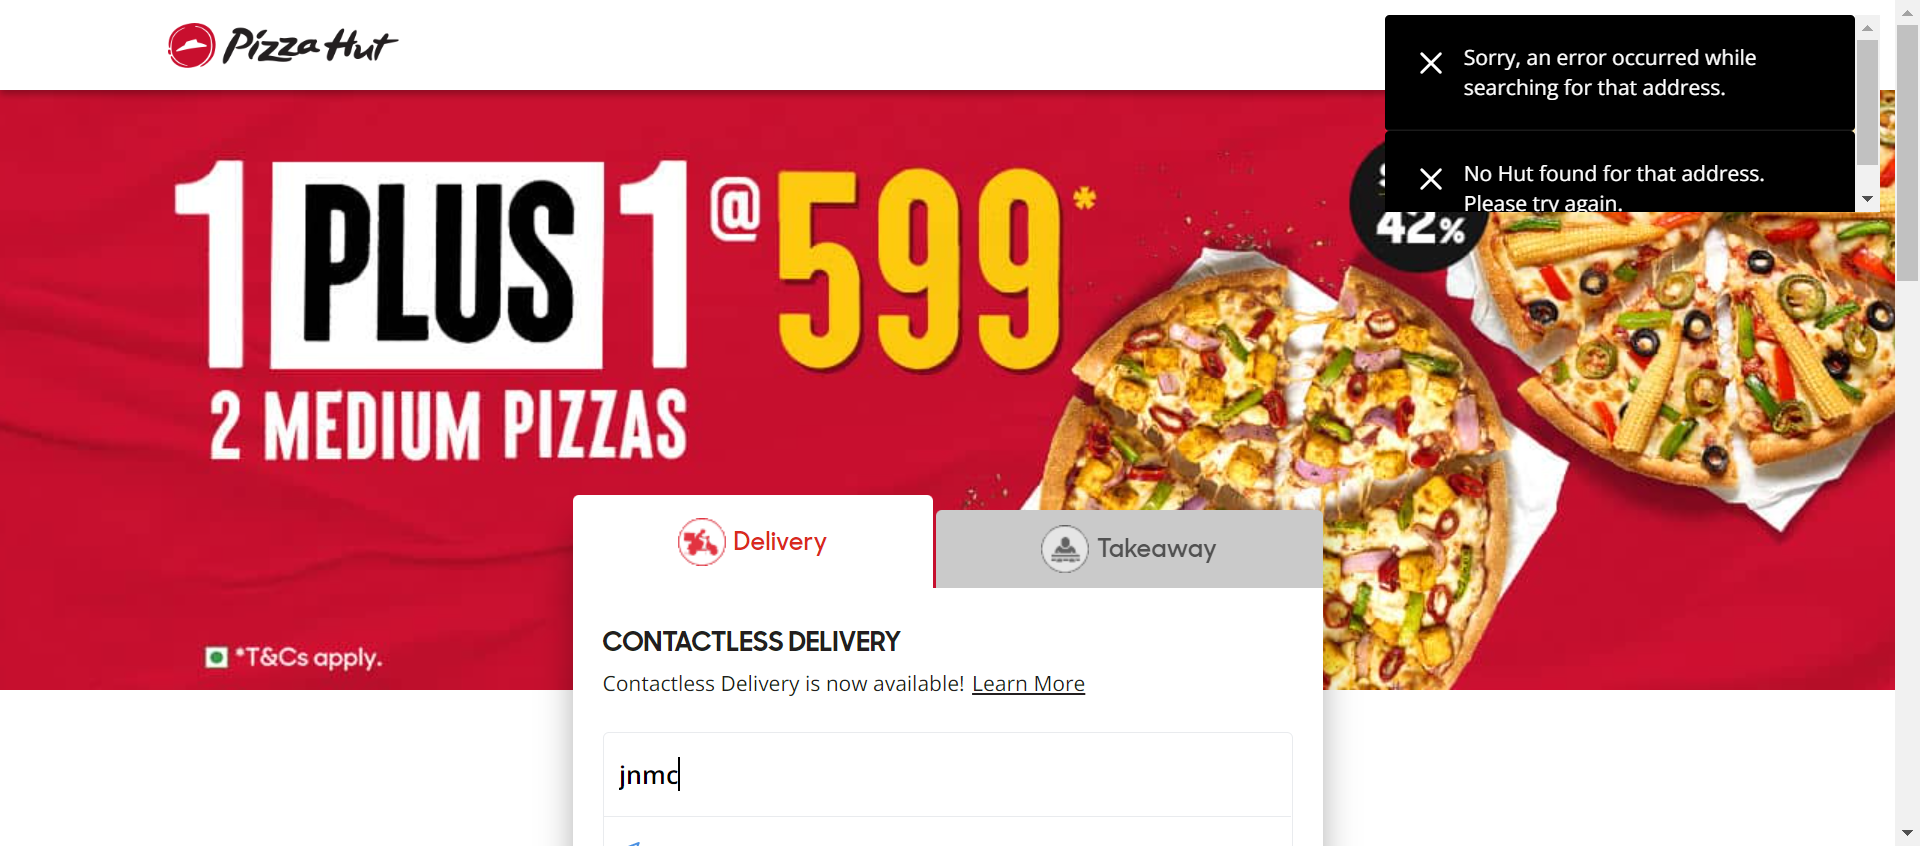 Pizza Hut
Sorry, an error occurred while
searching for that address.
No Hut found for that address.
Please try again.
1 PLUS 1 @ 599*
42%
2 MEDIUM PIZZAS
Delivery
Takeaway
CONTACTLESS DELIVERY
*T&Cs apply.
Contactless Delivery is now available! Learn More
jnmc